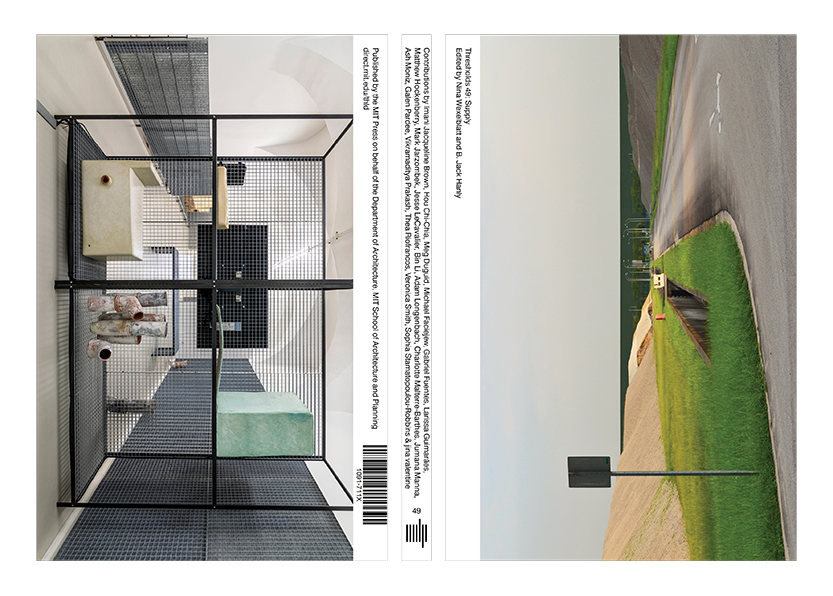 Published by the MIT Press on behalf of the Department of Architecture, MIT School of Architecture and Planning
direct.mit.edu/thld
1091-711X
Contributions by Imani Jacqueline Brown, Hou Chi-Chia, Meg Duguid, Michael Faciejew, Gabriel Fuentes, Larissa Guimarães,
Matthew Hockenberry, Mark Jarzombek, Jesse LeCavalier, Bin Li, Adam Longenbach, Charlotte Malterre-Barthes, Jumana Manna,
Ash Moniz, Galen Pardee, Vikramaditya Prakash, Thea Riofrancos, Veronica Smith, Sophia Stamatopoulou-Robbins & jina valentine
49
Thresholds 49: Supply
Edited by Nina Wexelblatt and B. Jack Hanly